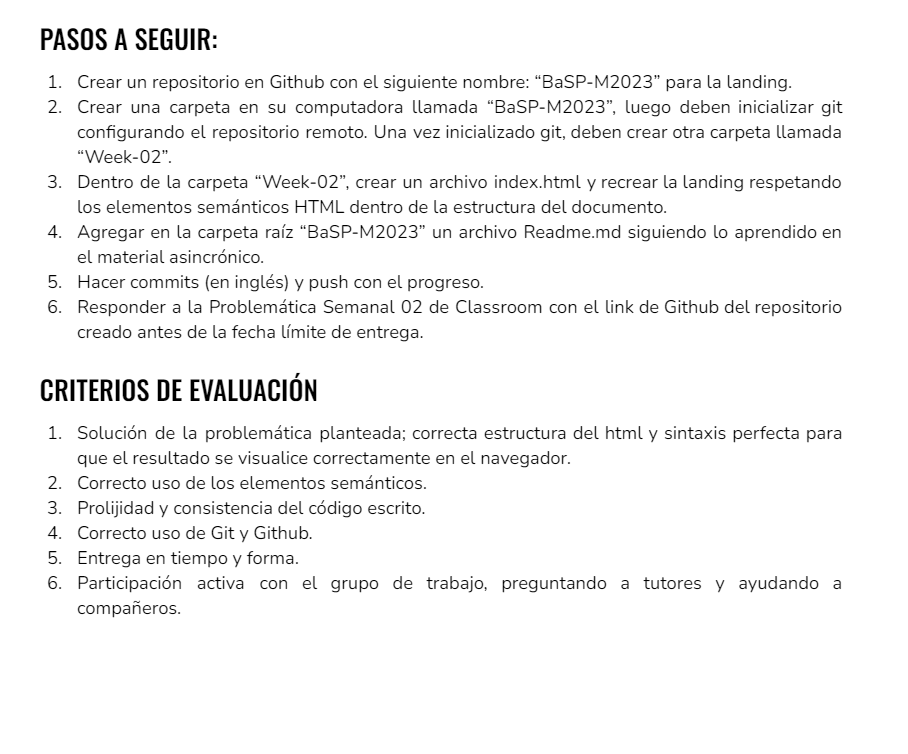 PASOS A SEGUIR:
1. Crear un repositorio en Github con el siguiente nombre: “BaSP-M2023” para la landing.
2. Crear una carpeta en su computadora llamada “BaSP-M2023”, luego deben inicializar git
configurando el repositorio remoto. Una vez inicializado git, deben crear otra carpeta llamada
“Week-02”.
3. Dentro de la carpeta “Week-02”, crear un archivo index.html y recrear la landing respetando
los elementos semánticos HTML dentro de la estructura del documento.
4. Agregar en la carpeta raíz “BaSP-M2023” un archivo Readme.md siguiendo lo aprendido en
el material asincrónico.
5. Hacer commits (en inglés) y push con el progreso.
6. Responder a la Problemática Semanal 02 de Classroom con el link de Github del repositorio
creado antes de la fecha límite de entrega.
CRITERIOS DE EVALUACIÓN
1. Solución de la problemática planteada; correcta estructura del html y sintaxis perfecta para
que el resultado se visualice correctamente en el navegador.
2. Correcto uso de los elementos semánticos.
3. Prolijidad y consistencia del código escrito.
4. Correcto uso de Git y Github.
5. Entrega en tiempo y forma.
6. Participación activa con el grupo de trabajo, preguntando a tutores y ayudando a
compañeros.